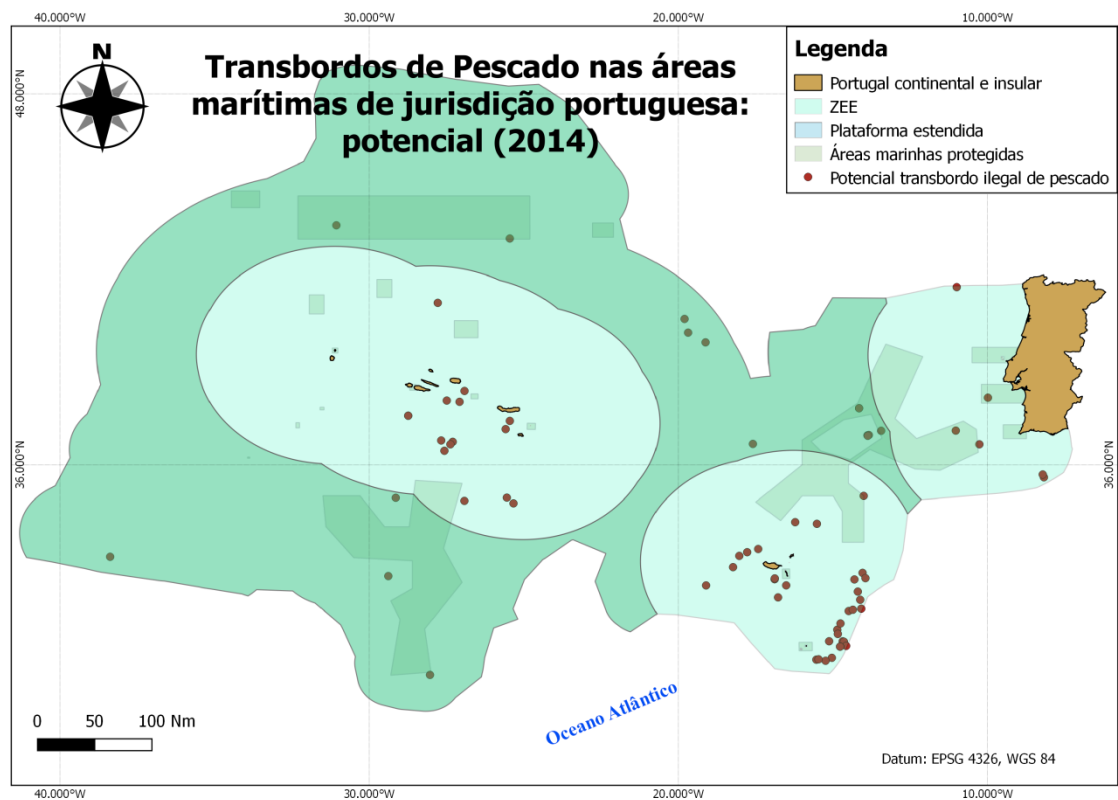 40.000°W
30.000°W
20.000°W
10.000°W
N
Transbordos de Pescado nas áreas
marítimas de jurisdição portuguesa:
potencial (2014)
Legenda
Portugal continental e insular
ZEE
Plataforma estendida
Áreas marinhas protegidas
Potencial transbordo ilegal de pescado
48.000°N
48.000°N
36.000°N
36.000°N
Oceano Atlântico
0 50 100 Nm
Datum: EPSG 4326, WGS 84
40.000°W
30.000°W
20.000°W
10.000°W